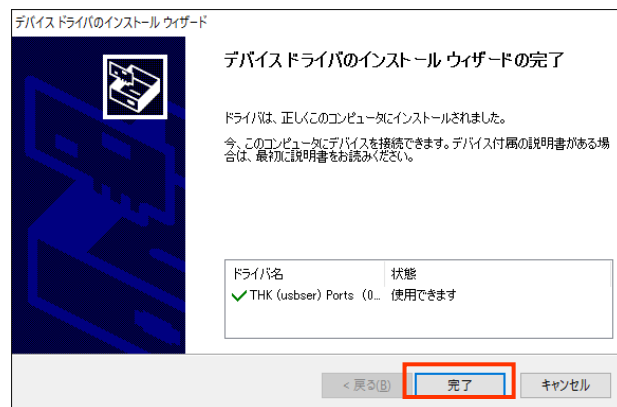 デバイス ドライバのインストール ウィザード
デバイス ドライバのインストール ウィザードの完了
ドライバは、正しくこのコンピュータにインストールされました。
今、このコンピュータにデバイスを接続できます。デバイス付属の説明書がある場
合は、最初に説明書をお読みください。
ドライバ名 状態
THK (usbser) Ports (0... 使用できます
< 戻る(B) 完了 キャンセル